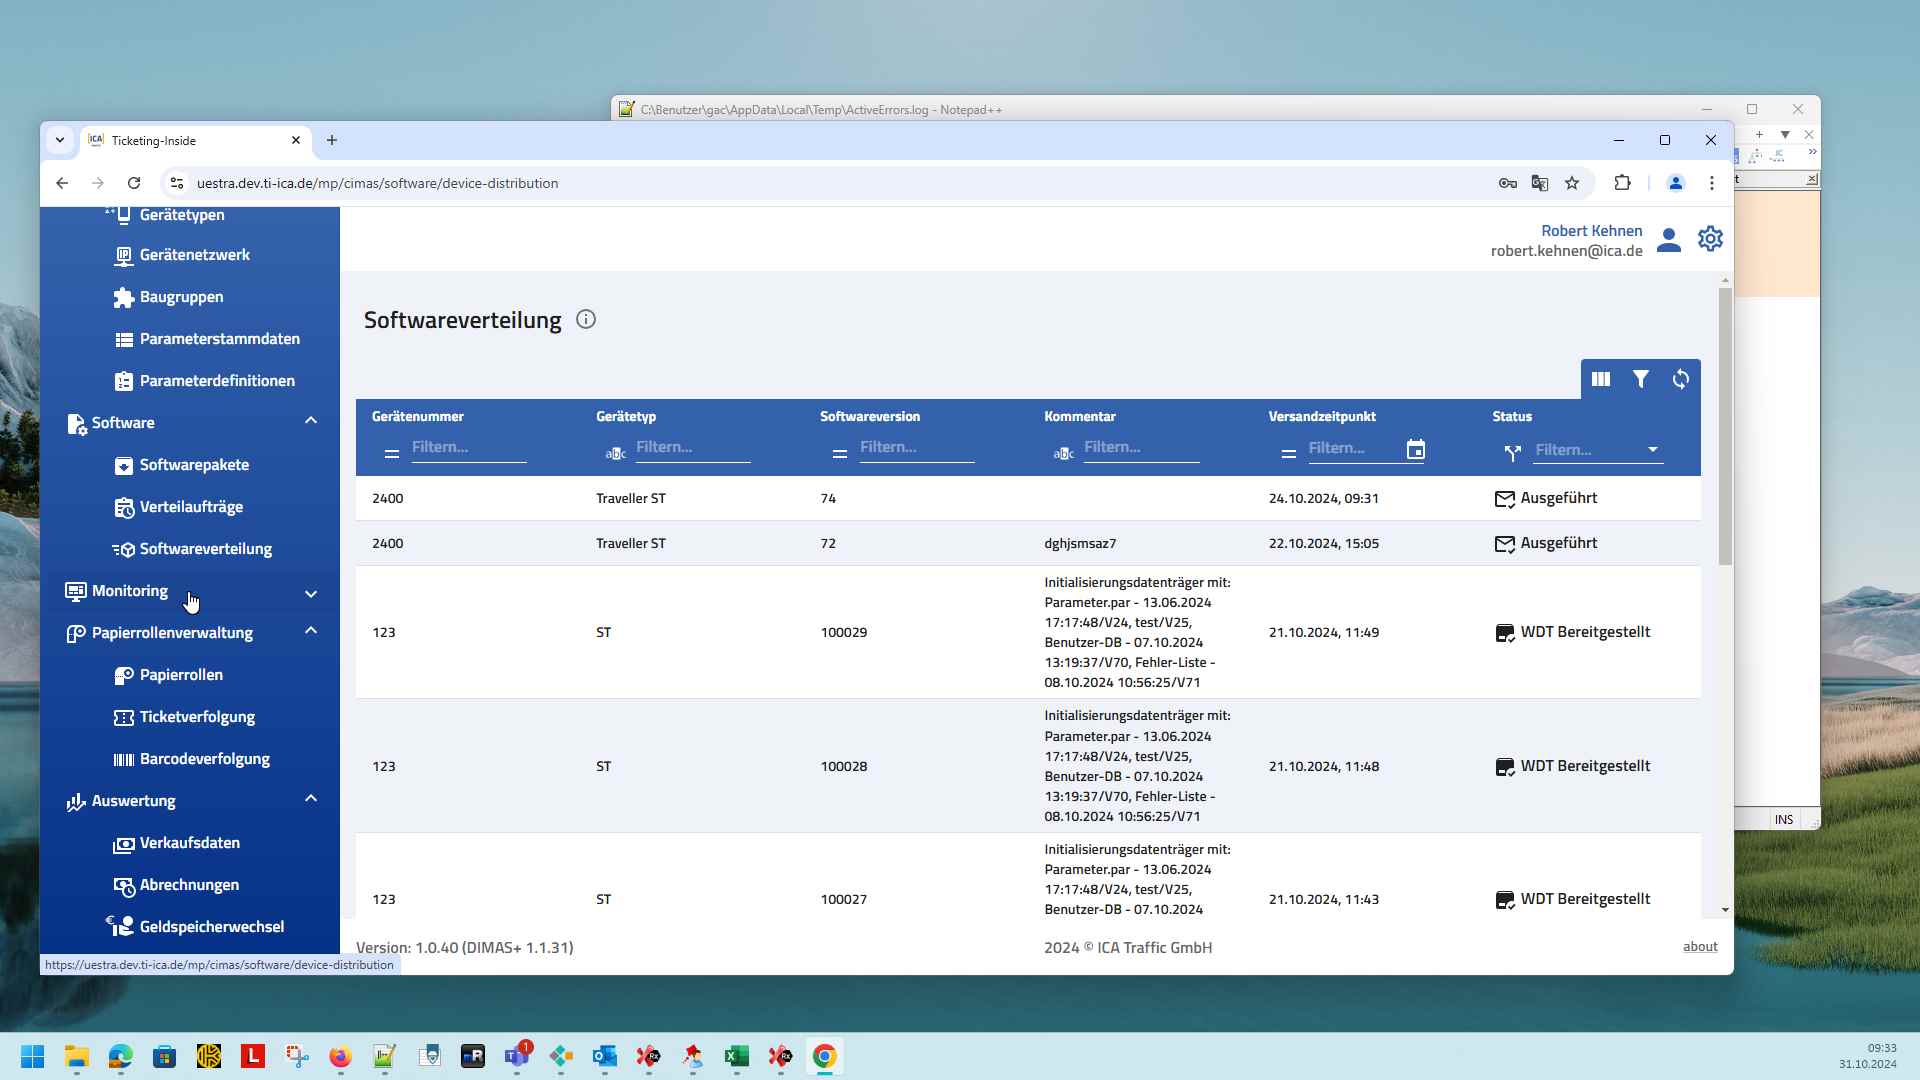 C:\Benutzer\gac\AppData\Local\Temp\ActiveErrors.log - Notepad++
Ticketing-Inside
uestra.dev.ti-ica.de/mp/cimas/software/device-distribution
Robert Kehnen
robert.kehnen@ica.de
Gerätetypen
Gerätenetzwerk
Baugruppen
Parameterstammdaten
Parameterdefinitionen
Software
Softwarepakete
Verteilaufträge
Softwareverteilung
Monitoring
Papierrollenverwaltung
Papierrollen
Ticketverfolgung
Barcodeverfolgung
Auswertung
Verkaufsdaten
Abrechnungen
Geldspeicherwechsel
Softwareverteilung
Gerätenummer Gerätetyp Softwareversion Kommentar Versandzeitpunkt Status
Filtern... Filtern... Filtern... Filtern... Filtern... Filtern...
2400 Traveller ST 74 24.10.2024, 09:31 Ausgeführt
2400 Traveller ST 72 dghjsmsaz7 22.10.2024, 15:05 Ausgeführt
Initialisierungsdatenträger mit:
Parameter.par - 13.06.2024
17:17:48/V24, test/V25,
123 ST 100029 Benutzer-DB - 07.10.2024 21.10.2024, 11:49 WDT Bereitgestellt
13:19:37/V70, Fehler-Liste -
08.10.2024 10:56:25/V71
Initialisierungsdatenträger mit:
Parameter.par - 13.06.2024
17:17:48/V24, test/V25,
123 ST 100028 Benutzer-DB - 07.10.2024 21.10.2024, 11:48 WDT Bereitgestellt
13:19:37/V70, Fehler-Liste -
08.10.2024 10:56:25/V71
Initialisierungsdatenträger mit:
Parameter.par - 13.06.2024
17:17:48/V24, test/V25,
123 ST 100027 Benutzer-DB - 07.10.2024 21.10.2024, 11:43 WDT Bereitgestellt
Version: 1.0.40 (DIMAS+ 1.1.31) 2024 © ICA Traffic GmbH about
https://uestra.dev.ti-ica.de/mp/cimas/software/device-distribution
INS
09:33
31.10.2024